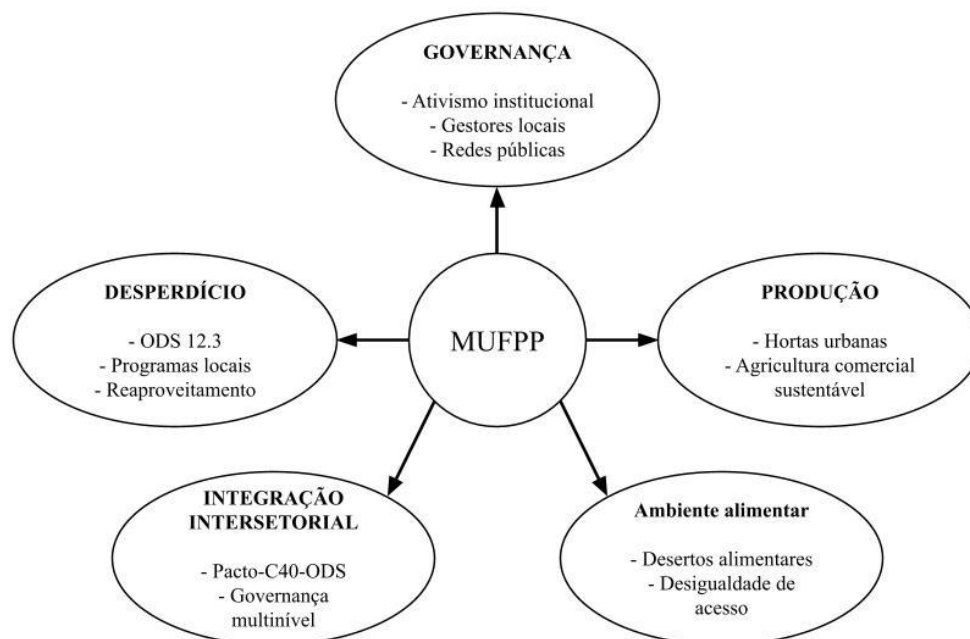 GOVERNANÇA
- Ativismo institucional
- Gestores locais
- Redes públicas
DESPERDÍCIO
- ODS 12.3
- Programas locais
- Reaproveitamento
MUFPP
PRODUÇÃO
- Hortas urbanas
- Agricultura comercial
sustentável
INTEGRAÇÃO
INTERSETORIAL
- Pacto-C40-ODS
- Governança
multinível
Ambiente alimentar
- Desertos alimentares
- Desigualdade de
acesso